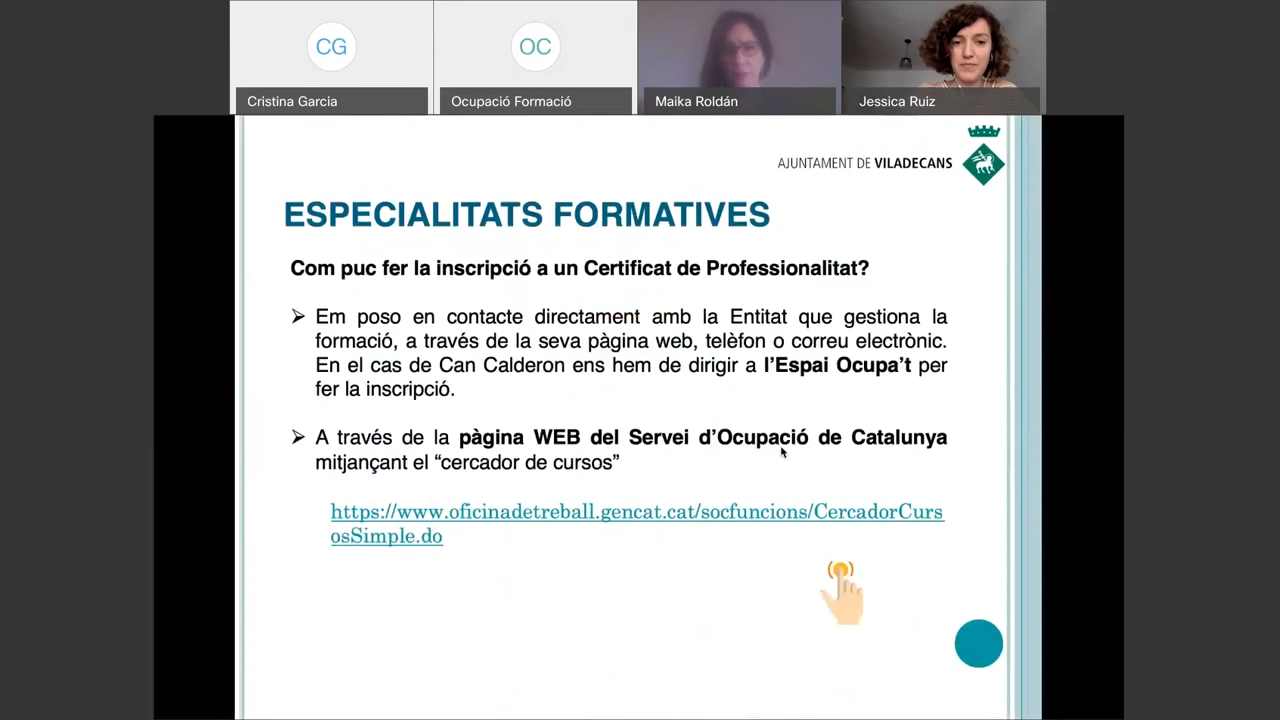 CG
OC
Cristina Garcia
Ocupació Formació
Maika Roldán
Jessica Ruiz
AJUNTAMENT DE VILADECANS
ESPECIALITATS FORMATIVES
Com puc fer la inscripció a un Certificat de Professionalitat?
➢ Em poso en contacte directament amb la Entitat que gestiona la
formació, a través de la seva pàgina web, telèfon o correu electrònic.
En el cas de Can Calderon ens hem de dirigir a l’Espai Ocupa’t per
fer la inscripció.
➢ A través de la pàgina WEB del Servei d’Ocupació de Catalunya
mitjançant el “cercador de cursos”
https://www.oficinadetreball.gencat.cat/socfuncions/CercadorCurs
osSimple.do